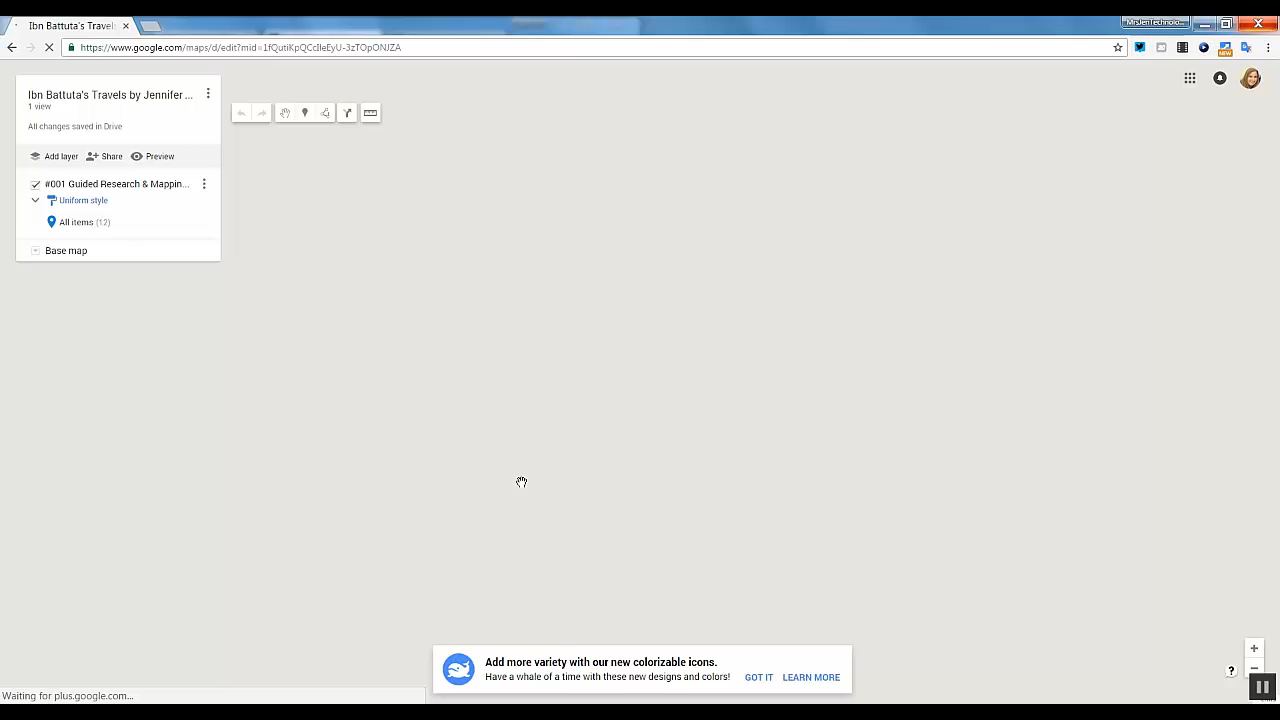 Ibn Battuta's Travels
MrsJenTechnolo...
https://www.google.com/maps/d/edit?mid=1fQutiKpQCcIleEyU-3zTOpONJZA
NEW
Ibn Battuta's Travels by Jennifer ...
1 view
All changes saved in Drive
Add layer Share Preview
#001 Guided Research & Mappin...
Uniform style
All items (12)
Base map
Add more variety with our new colorizable icons.
Have a whale of a time with these new designs and colors! GOT IT LEARN MORE
Waiting for plus.google.com...